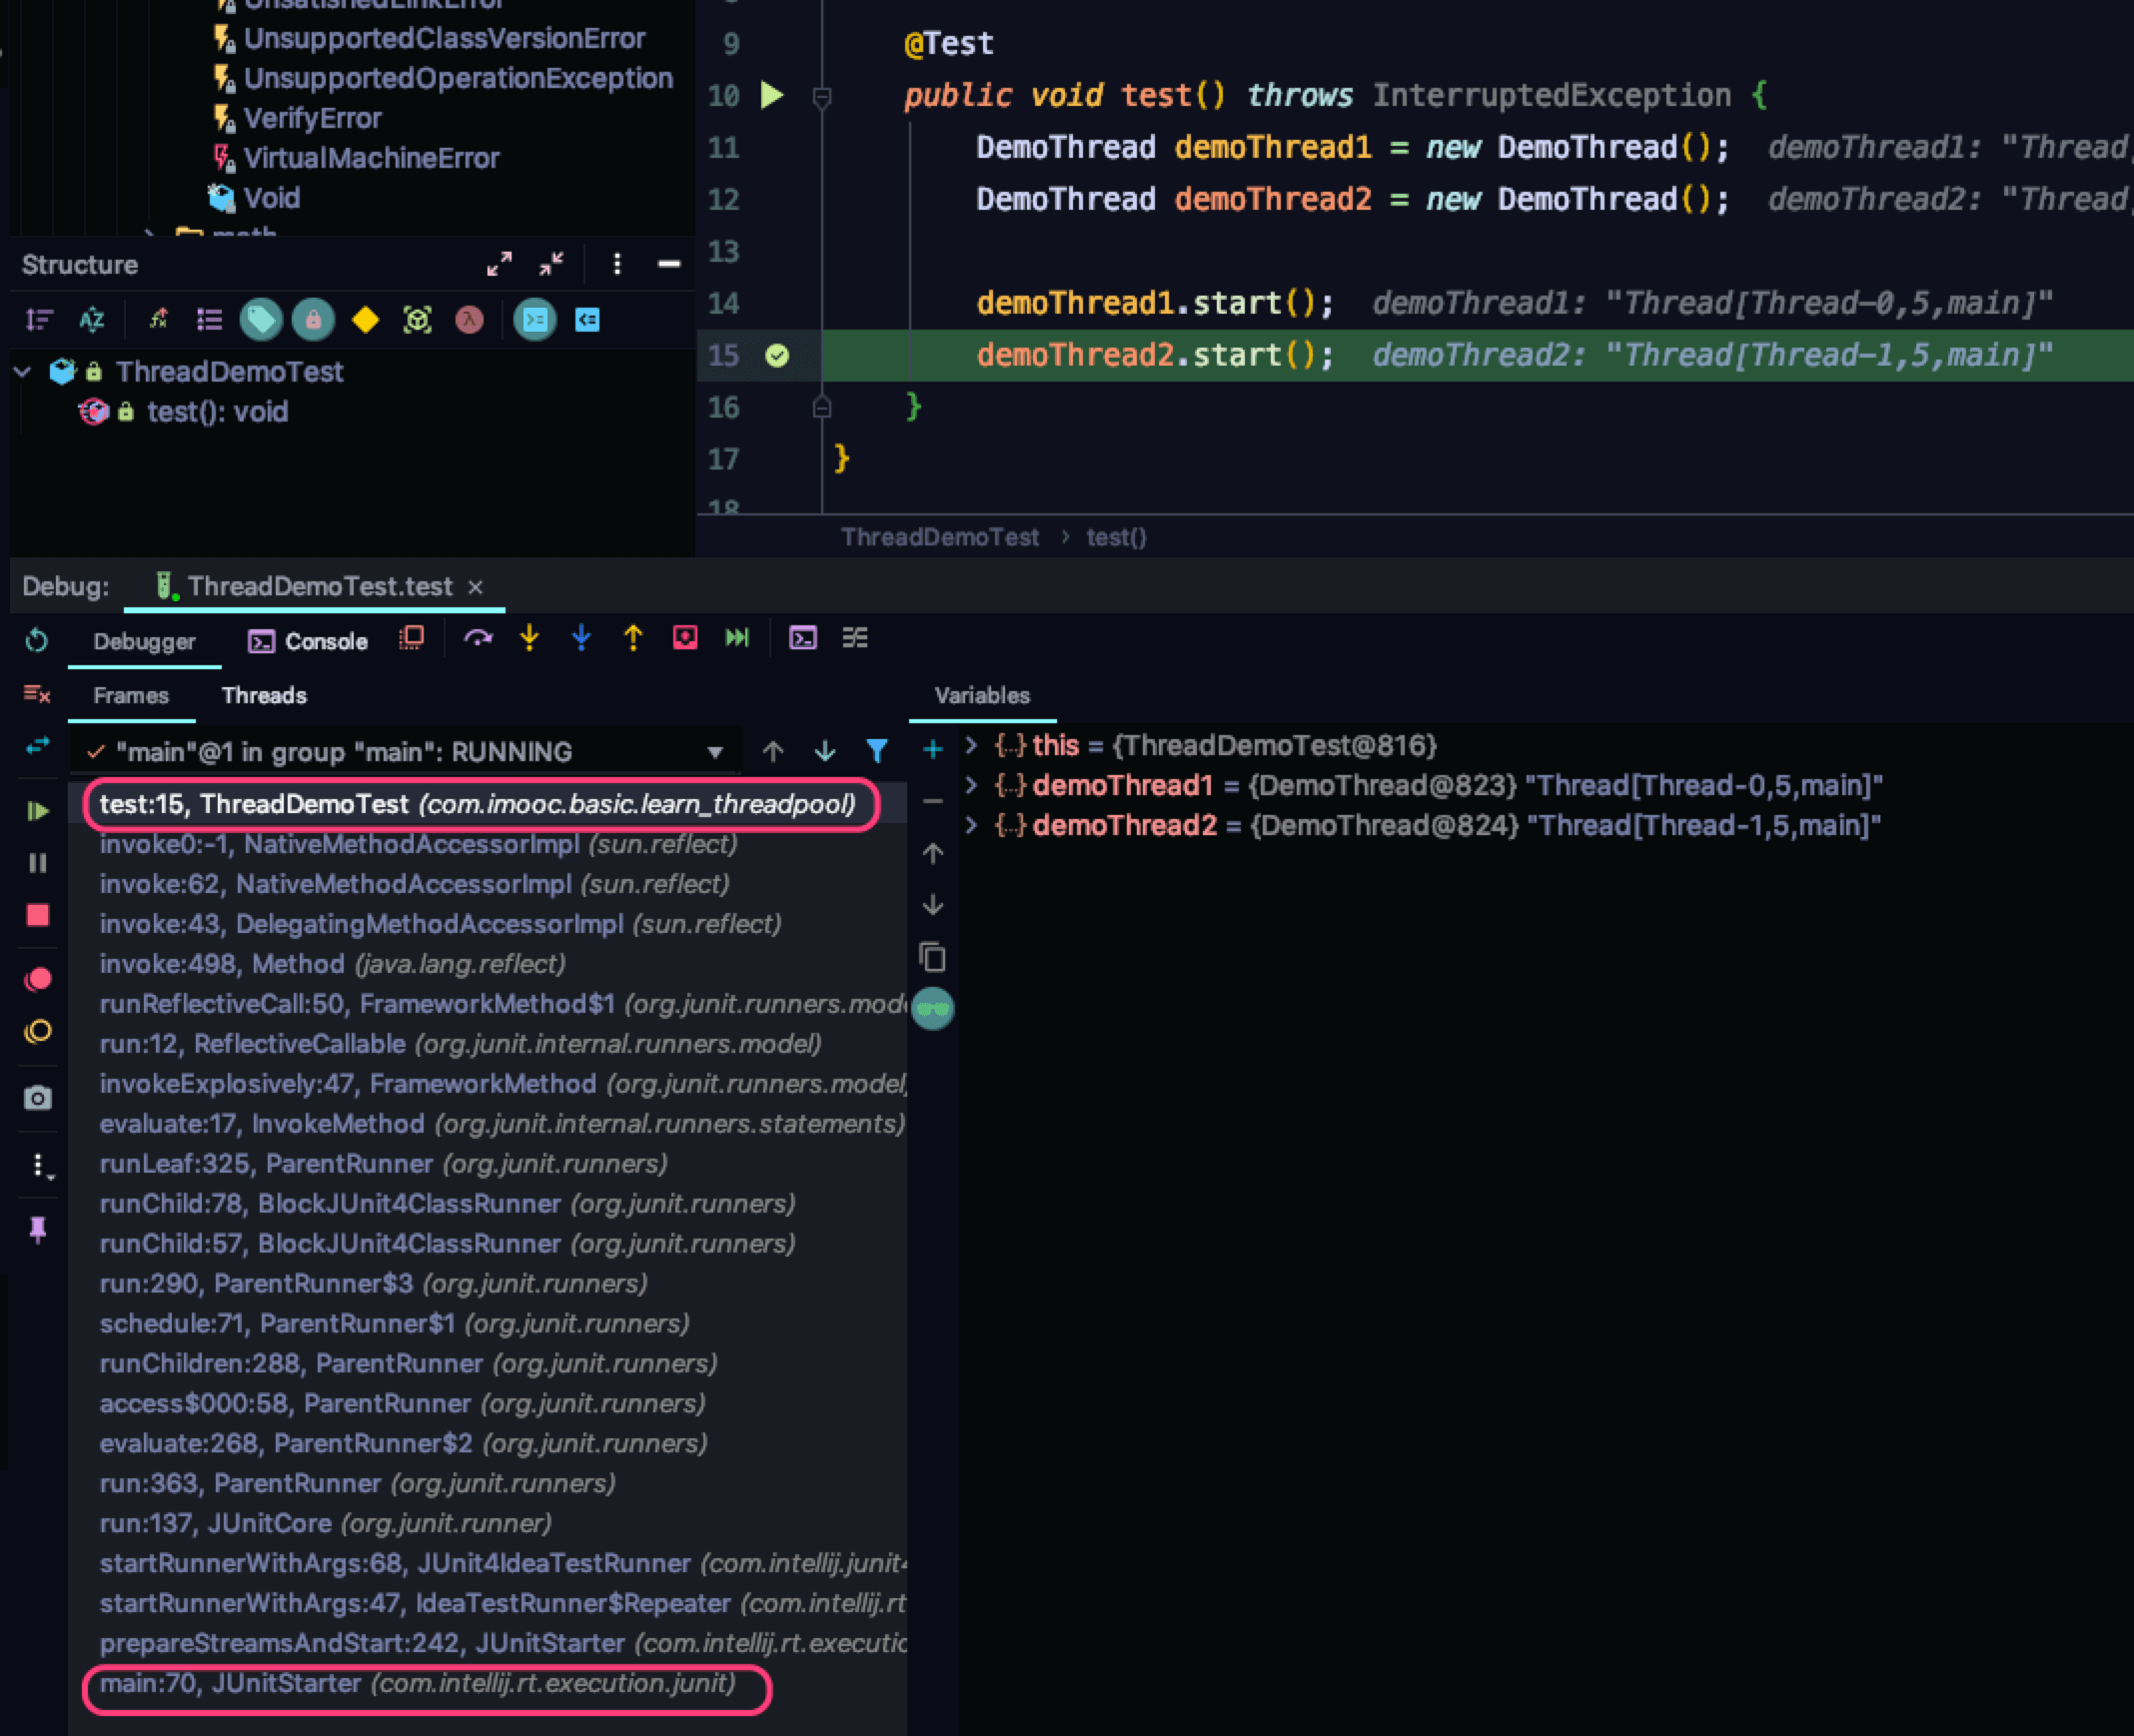 UnsatisfiedLinkError
UnsupportedClassVersionError
UnsupportedOperationException
VerifyError
VirtualMachineError
Void
math
Structure
ThreadDemoTest
test(): void
9 @Test
10 public void test() throws InterruptedException {
11 DemoThread demoThread1 = new DemoThread(); demoThread1: "Thread
12 DemoThread demoThread2 = new DemoThread(); demoThread2: "Thread
13
14 demoThread1.start(); demoThread1: "Thread[Thread-0,5,main]"
15 demoThread2.start(); demoThread2: "Thread[Thread-1,5,main]"
16 }
17 }
18
ThreadDemoTest > test()
Debug: ThreadDemoTest.test ×
Debugger Console
Frames Threads
"main"@1 in group "main": RUNNING
test:15, ThreadDemoTest (com.imooc.basic.learn_threadpool)
invoke0:-1, NativeMethodAccessorImpl (sun.reflect)
invoke:62, NativeMethodAccessorImpl (sun.reflect)
invoke:43, DelegatingMethodAccessorImpl (sun.reflect)
invoke:498, Method (java.lang.reflect)
runReflectiveCall:50, FrameworkMethod$1 (org.junit.runners.mode
run:12, ReflectiveCallable (org.junit.internal.runners.model)
invokeExplosively:47, FrameworkMethod (org.junit.runners.model)
evaluate:17, InvokeMethod (org.junit.internal.runners.statements)
runLeaf:325, ParentRunner (org.junit.runners)
runChild:78, BlockJUnit4ClassRunner (org.junit.runners)
runChild:57, BlockJUnit4ClassRunner (org.junit.runners)
run:290, ParentRunner$3 (org.junit.runners)
schedule:71, ParentRunner$1 (org.junit.runners)
runChildren:288, ParentRunner (org.junit.runners)
access$000:58, ParentRunner (org.junit.runners)
evaluate:268, ParentRunner$2 (org.junit.runners)
run:363, ParentRunner (org.junit.runners)
run:137, JUnitCore (org.junit.runner)
startRunnerWithArgs:68, JUnit4IdeaTestRunner (com.intellij.junit4
startRunnerWithArgs:47, IdeaTestRunner$Repeater (com.intellij.rt
prepareStreamsAndStart:242, JUnitStarter (com.intellij.rt.executio
main:70, JUnitStarter (com.intellij.rt.execution.junit)
Variables
this = {ThreadDemoTest@816}
demoThread1 = {DemoThread@823} "Thread[Thread-0,5,main]"
demoThread2 = {DemoThread@824} "Thread[Thread-1,5,main]"